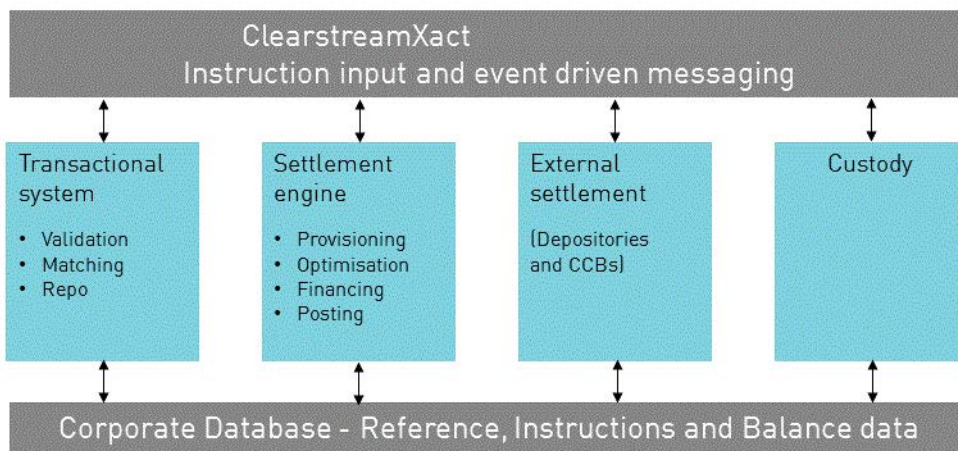 ClearstreamXact
Instruction input and event driven messaging
Transactional
system
• Validation
• Matching
• Repo
Settlement
engine
• Provisioning
• Optimisation
• Financing
• Posting
External
settlement
(Depositories
and CCBs)
Custody
Corporate Database - Reference, Instructions and Balance data